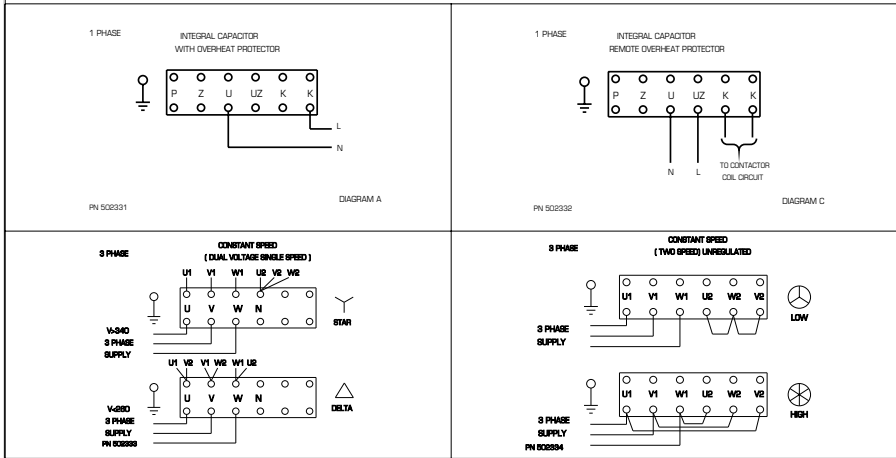 1 PHASE
INTEGRAL CAPACITOR
WITH OVERHEAT PROTECTOR
P Z U UZ K K
L
N
PN 502331
DIAGRAM A
1 PHASE
INTEGRAL CAPACITOR
REMOTE OVERHEAT PROTECTOR
P Z U UZ K K
N L
TO CONTACTOR
COIL CIRCUIT
PN 502332
DIAGRAM C
3 PHASE
CONSTANT SPEED
( DUAL VOLTAGE SINGLE SPEED )
U1 V1 W1 U2 V2 W2
U V W N
STAR
V>340
3 PHASE
SUPPLY
U1 V2 V1 W2 W1 U2
U V W N
DELTA
V<260
3 PHASE
SUPPLY
PN 502333
3 PHASE
CONSTANT SPEED
( TWO SPEED) UNREGULATED
U1 V1 W1 U2 W2 V2
LOW
3 PHASE
SUPPLY
U1 V1 W1 U2 W2 V2
HIGH
3 PHASE
SUPPLY
PN 502334